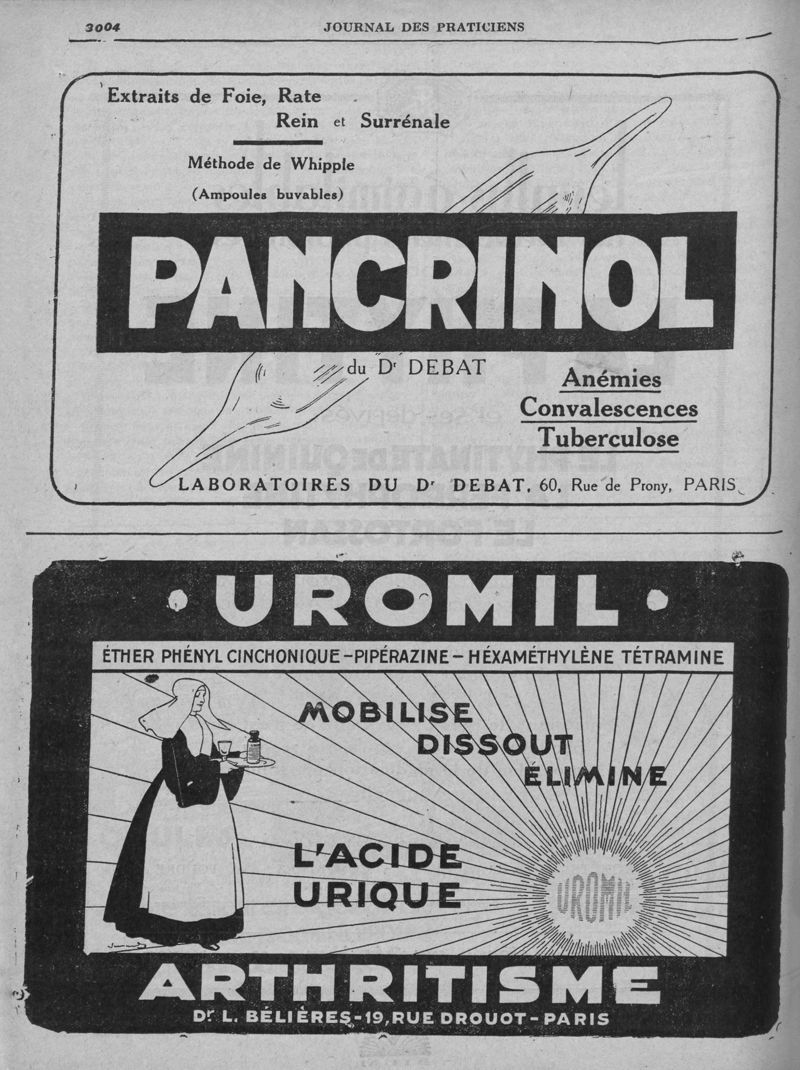 3004
JOURNAL DES PRATICIENS
Extraits de Foie, Rate
Rein et Surrénale
Méthode de Whipple
(Ampoules buvables)
PANCRINOL
du Dr DEBAT
Anémies
Convalescences
Tuberculose
LABORATOIRES DU Dr DEBAT, 60, Rue de Prony, PARIS
· UROMIL ·
ÉTHER PHÉNYL CINCHONIQUE – PIPÉRAZINE – HÉXAMÉTHYLÈNE TÉTRAMINE
MOBILISE
DISSOUT
ÉLIMINE
L'ACIDE
URIQUE
UROMIL
ARTHRITISME
Dr L. BÉLIÈRES - 19, RUE DROUOT - PARIS